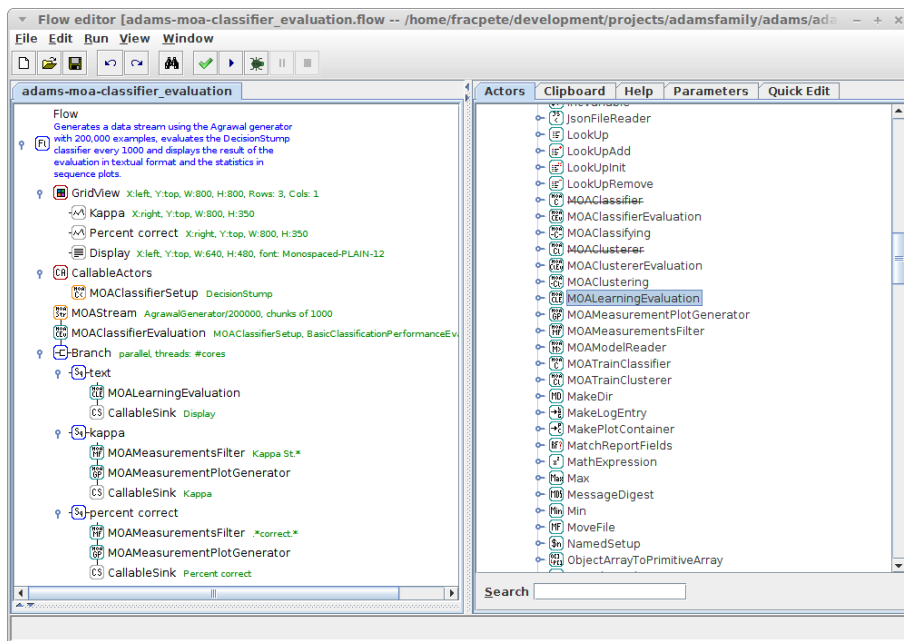 Flow editor [adams-moa-classifier_evaluation.flow -- /home/fracpete/development/projects/adamsfamily/adams/ada
File Edit Run View Window
adams-moa-classifier_evaluation
Flow
Generates a data stream using the Agrawal generator
with 200,000 examples, evaluates the DecisionStump
classifier every 1000 and displays the result of the
evaluation in textual format and the statistics in
sequence plots.
GridView X:left, Y:top, W:800, H:800, Rows: 3, Cols: 1
Kappa X:right, Y:top, W:800, H:350
Percent correct X:right, Y:top, W:800, H:350
Display X:left, Y:top, W:640, H:480, font: Monospaced-PLAIN-12
CallableActors
MOAClassifierSetup DecisionStump
MOAStream AgrawalGenerator/200000, chunks of 1000
MOAClassifierEvaluation MOAClassifierSetup, BasicClassificationPerformanceEv
Branch parallel, threads: #cores
text
MOALearningEvaluation
CallableSink Display
kappa
MOAMeasurementsFilter Kappa St.*
MOAMeasurementsPlotGenerator
CallableSink Kappa
percent correct
MOAMeasurementsFilter .*correct.*
MOAMeasurementsPlotGenerator
CallableSink Percent correct
Actors Clipboard Help Parameters Quick Edit
JsonFileReader
LookUp
LookUpAdd
LookUpInit
LookUpRemove
MOAClassifier
MOAClassifierEvaluation
MOAClassifying
MOAClusterer
MOAClustererEvaluation
MOAClustering
MOALearningEvaluation
MOAMeasurementPlotGenerator
MOAMeasurementsFilter
MOAModelReader
MOATrainClassifier
MOATrainClusterer
MakeDir
MakeLogEntry
MakePlotContainer
MatchReportFields
MathExpression
Max
MessageDigest
Min
MoveFile
NamedSetup
ObjectArrayToPrimitiveArray
Search